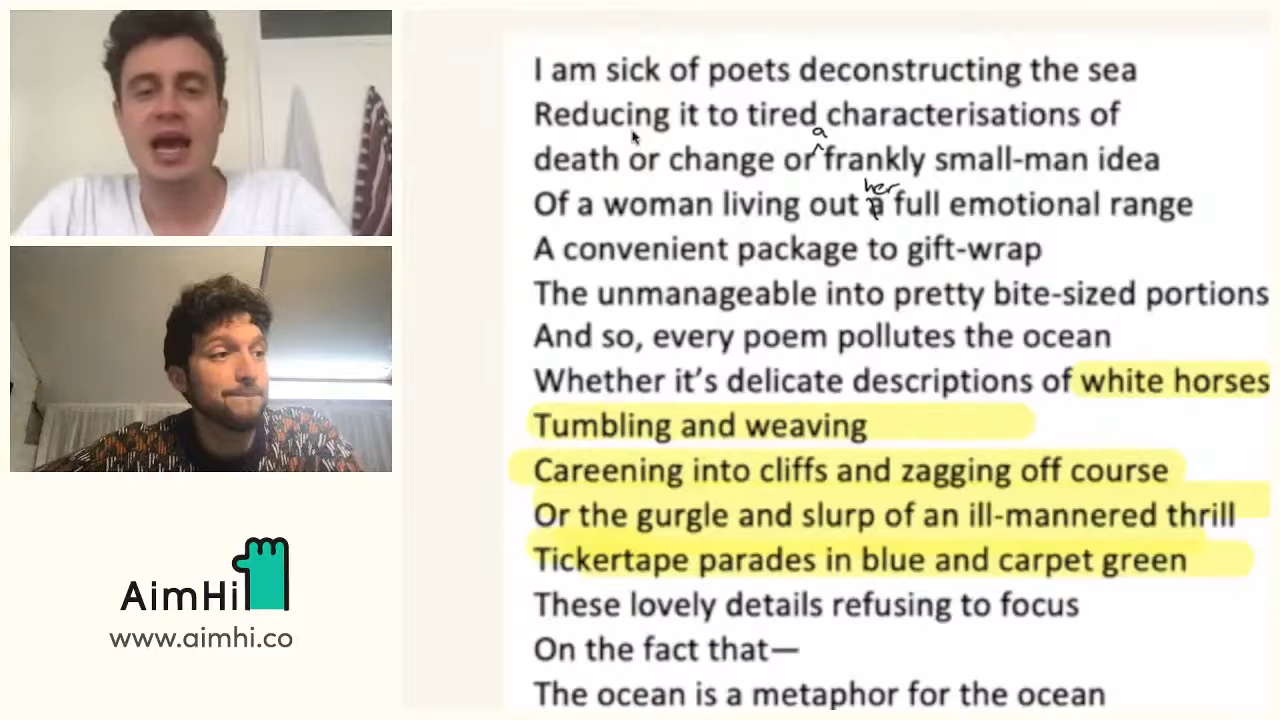 I am sick of poets deconstructing the sea
Reducing it to tired characterisations of
a
death or change or ^ frankly small-man idea
her
Of a woman living out a full emotional range
A convenient package to gift-wrap
The unmanageable into pretty bite-sized portions
And so, every poem pollutes the ocean
Whether it's delicate descriptions of white horses
Tumbling and weaving
Careening into cliffs and zagging off course
Or the gurgle and slurp of an ill-mannered thrill
Tickertape parades in blue and carpet green
These lovely details refusing to focus
On the fact that—
The ocean is a metaphor for the ocean
AimHi
www.aimhi.co